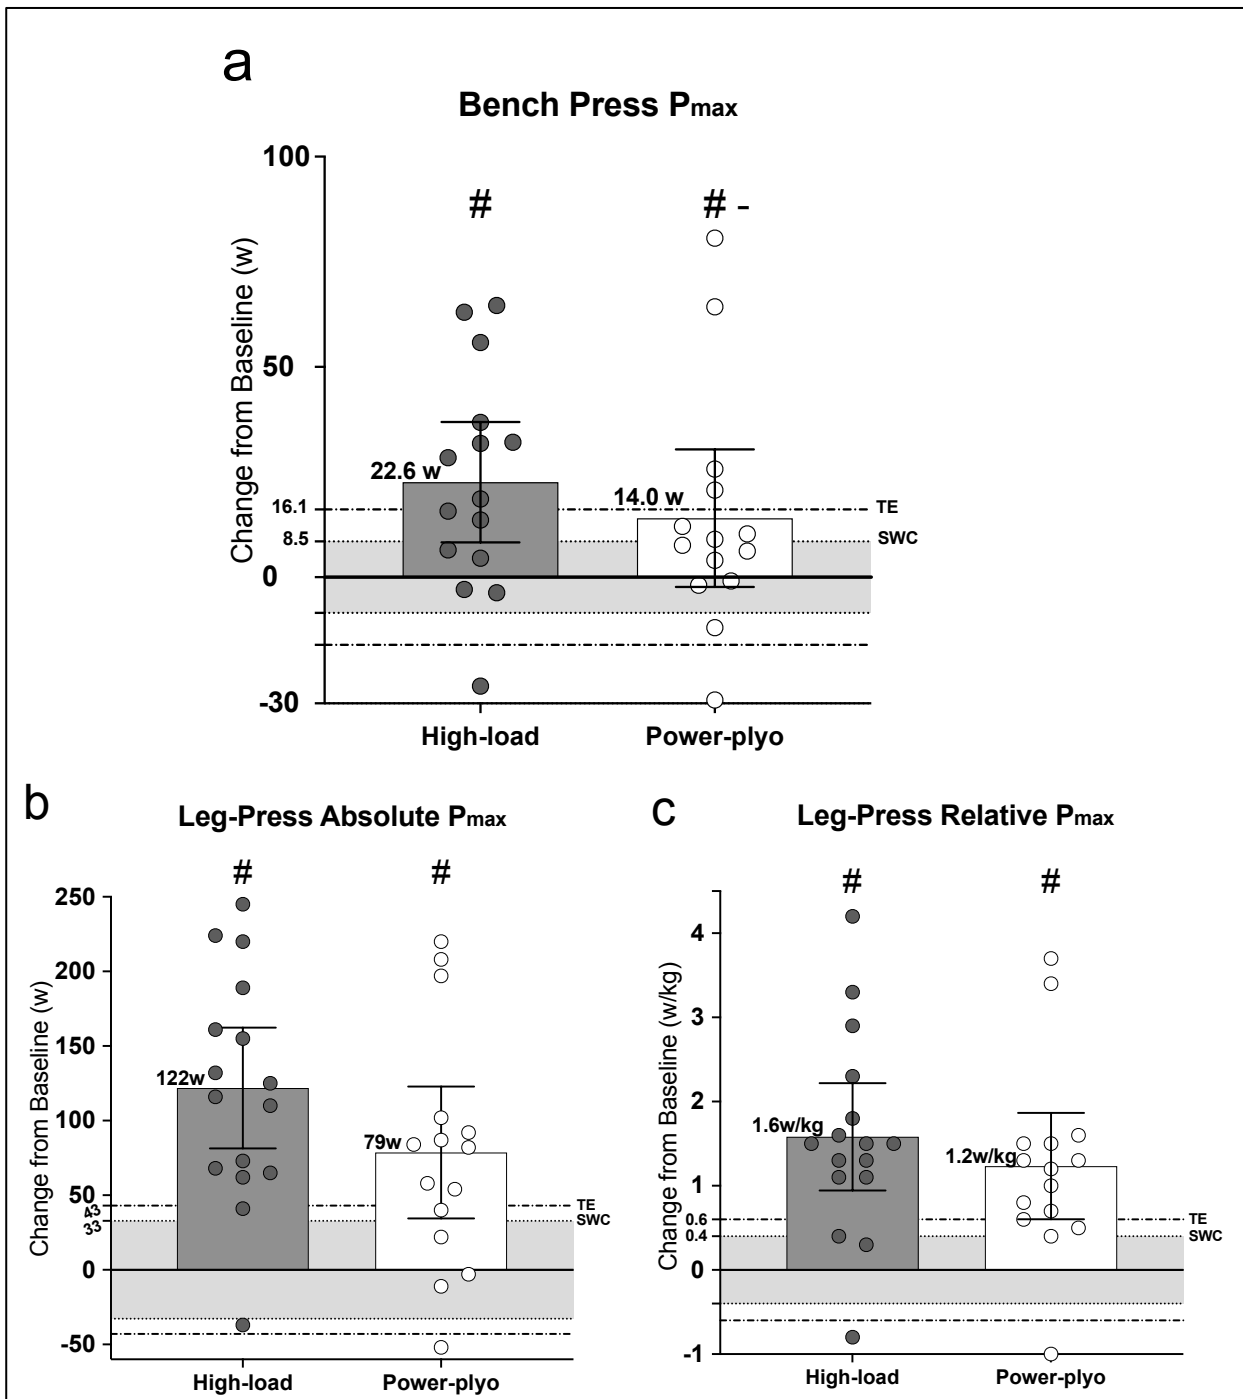 a
Bench Press Pmax
# # -
100
50
22.6 w
14.0 w
16.1
TE
8.5
SWC
0
-30
Change from Baseline (w)
High-load Power-plyo
b
Leg-Press Absolute Pmax
# #
250
200
150
122w
100
79w
50
43
TE
33
SWC
0
-50
Change from Baseline (w)
High-load Power-plyo
c
Leg-Press Relative Pmax
# #
4
3
2
1.6w/kg
1.2w/kg
1
0.6
TE
0.4
SWC
0
-1
Change from Baseline (w/kg)
High-load Power-plyo